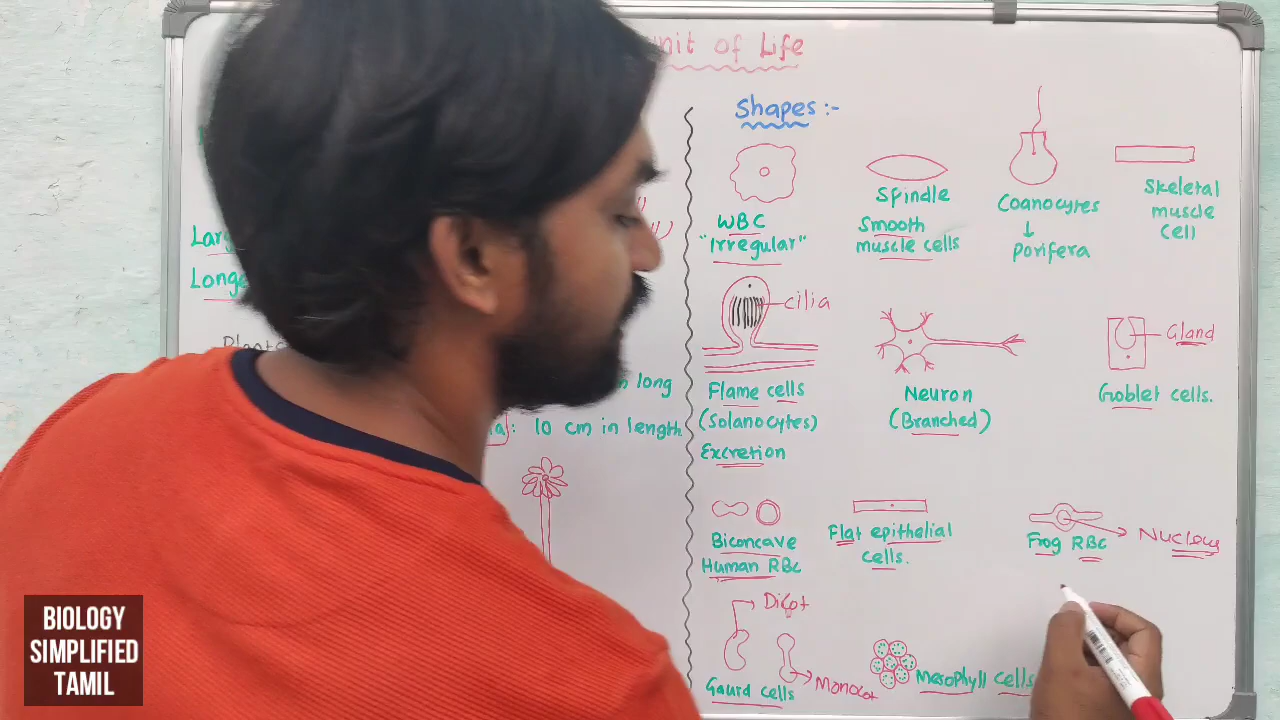 unit of Life
Shapes :-
WBC
"Irregular"
Spindle
Smooth
muscle cells
Coanocytes
↓
Porifera
Skeletal
muscle
cell
cilia
Flame cells
(Solanocytes)
Excretion
Neuron
(Branched)
Gland
Goblet cells.
long
: 10 cm in length
Biconcave
Human RBC
Flat epithelial
cells.
Frog RBC
Nucleus
Dicot
Gaurd cells
Monocot
Mesophyll cells
BIOLOGY
SIMPLIFIED
TAMIL